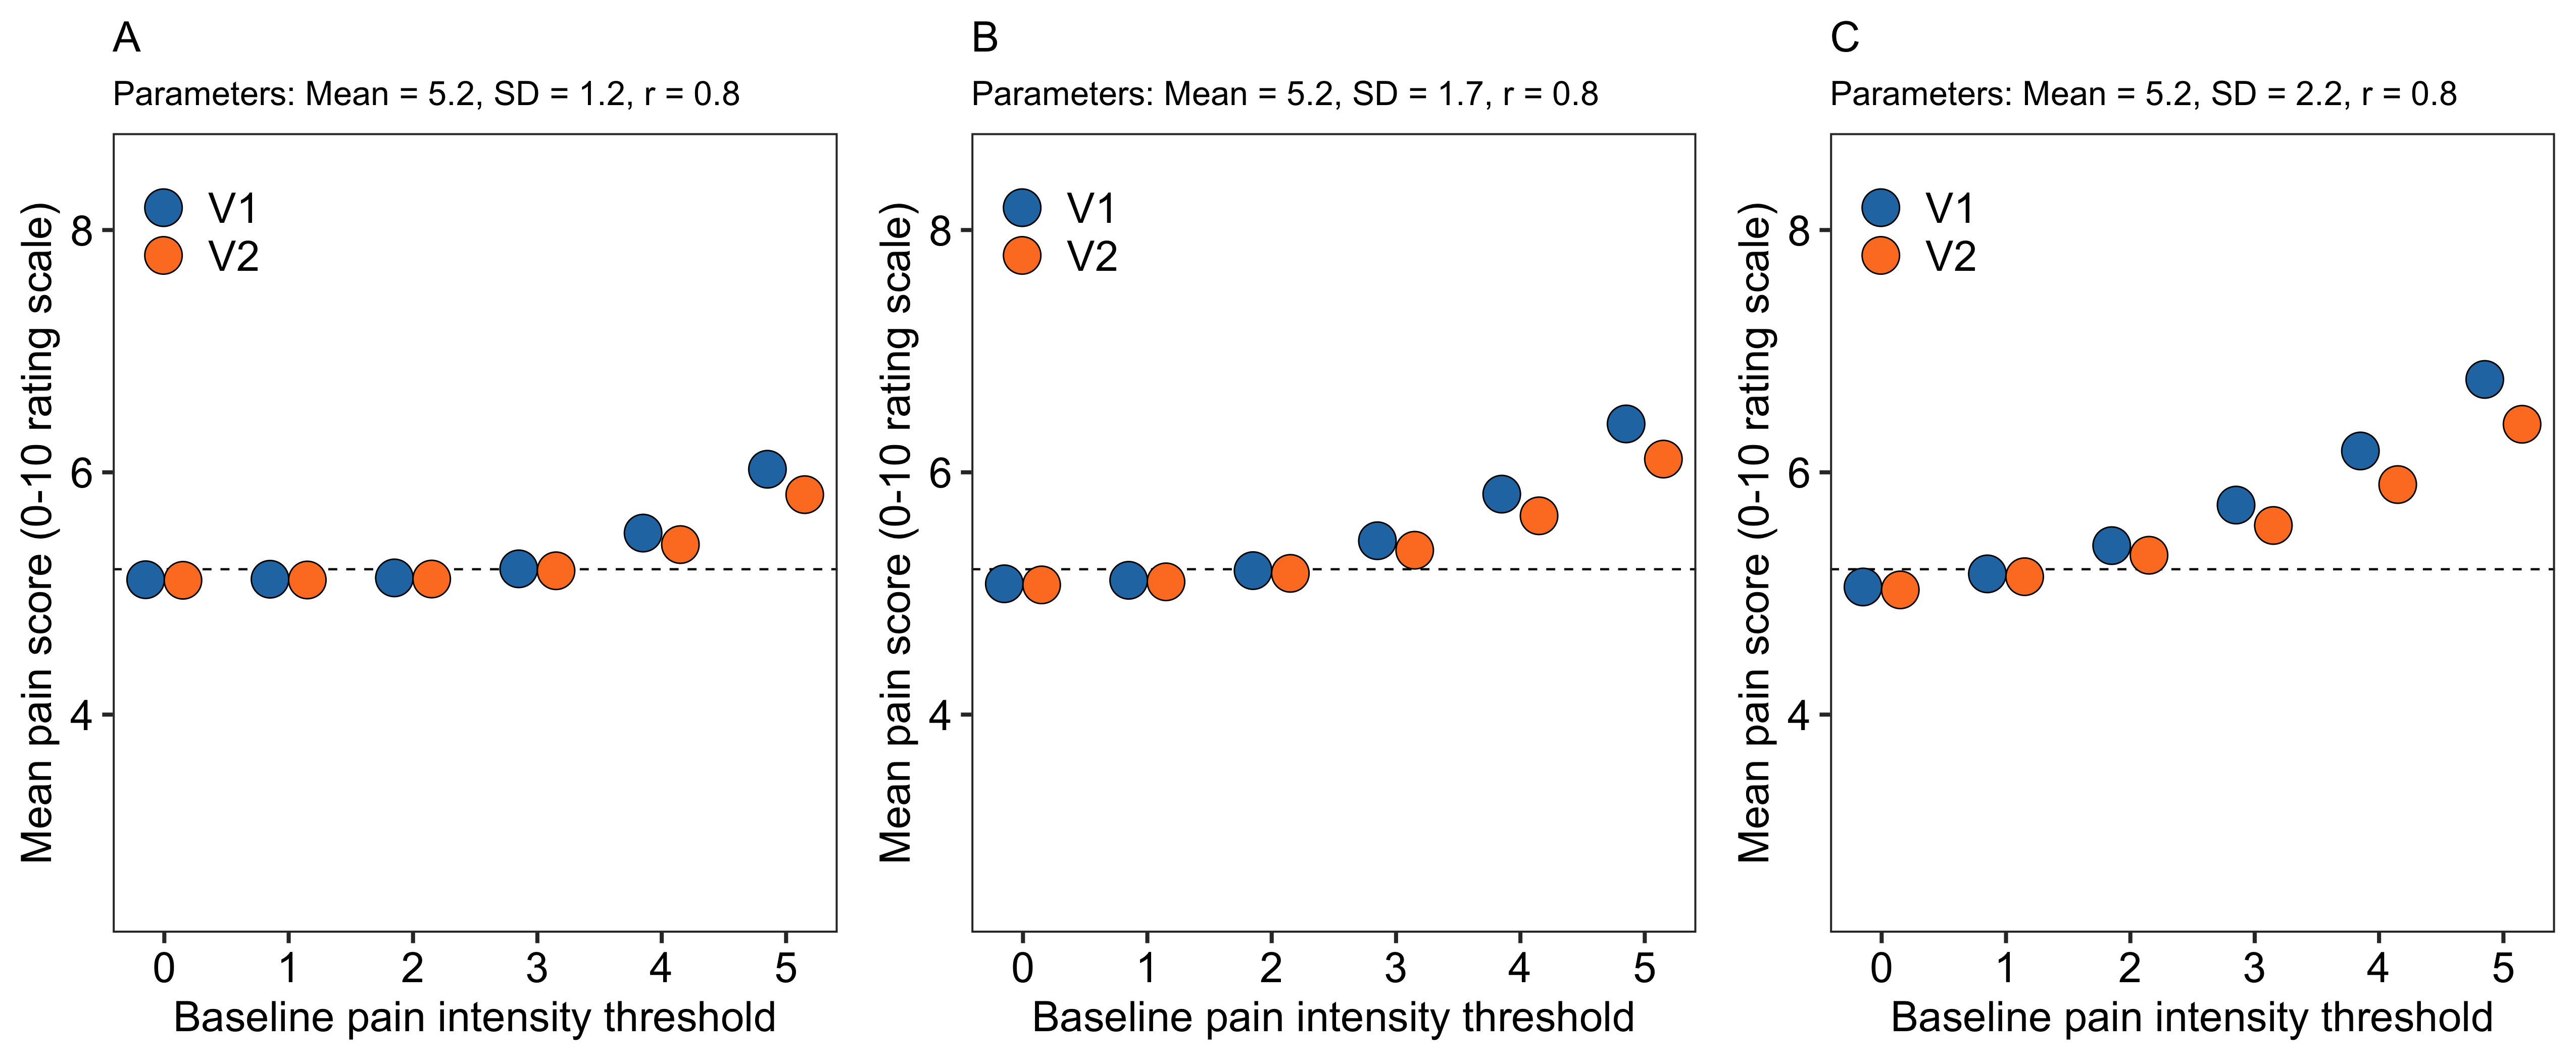 A
Parameters: Mean = 5.2, SD = 1.2, r = 0.8
Mean pain score (0-10 rating scale)
8
6
4
V1
V2
0 1 2 3 4 5
Baseline pain intensity threshold
B
Parameters: Mean = 5.2, SD = 1.7, r = 0.8
Mean pain score (0-10 rating scale)
8
6
4
V1
V2
0 1 2 3 4 5
Baseline pain intensity threshold
C
Parameters: Mean = 5.2, SD = 2.2, r = 0.8
Mean pain score (0-10 rating scale)
8
6
4
V1
V2
0 1 2 3 4 5
Baseline pain intensity threshold